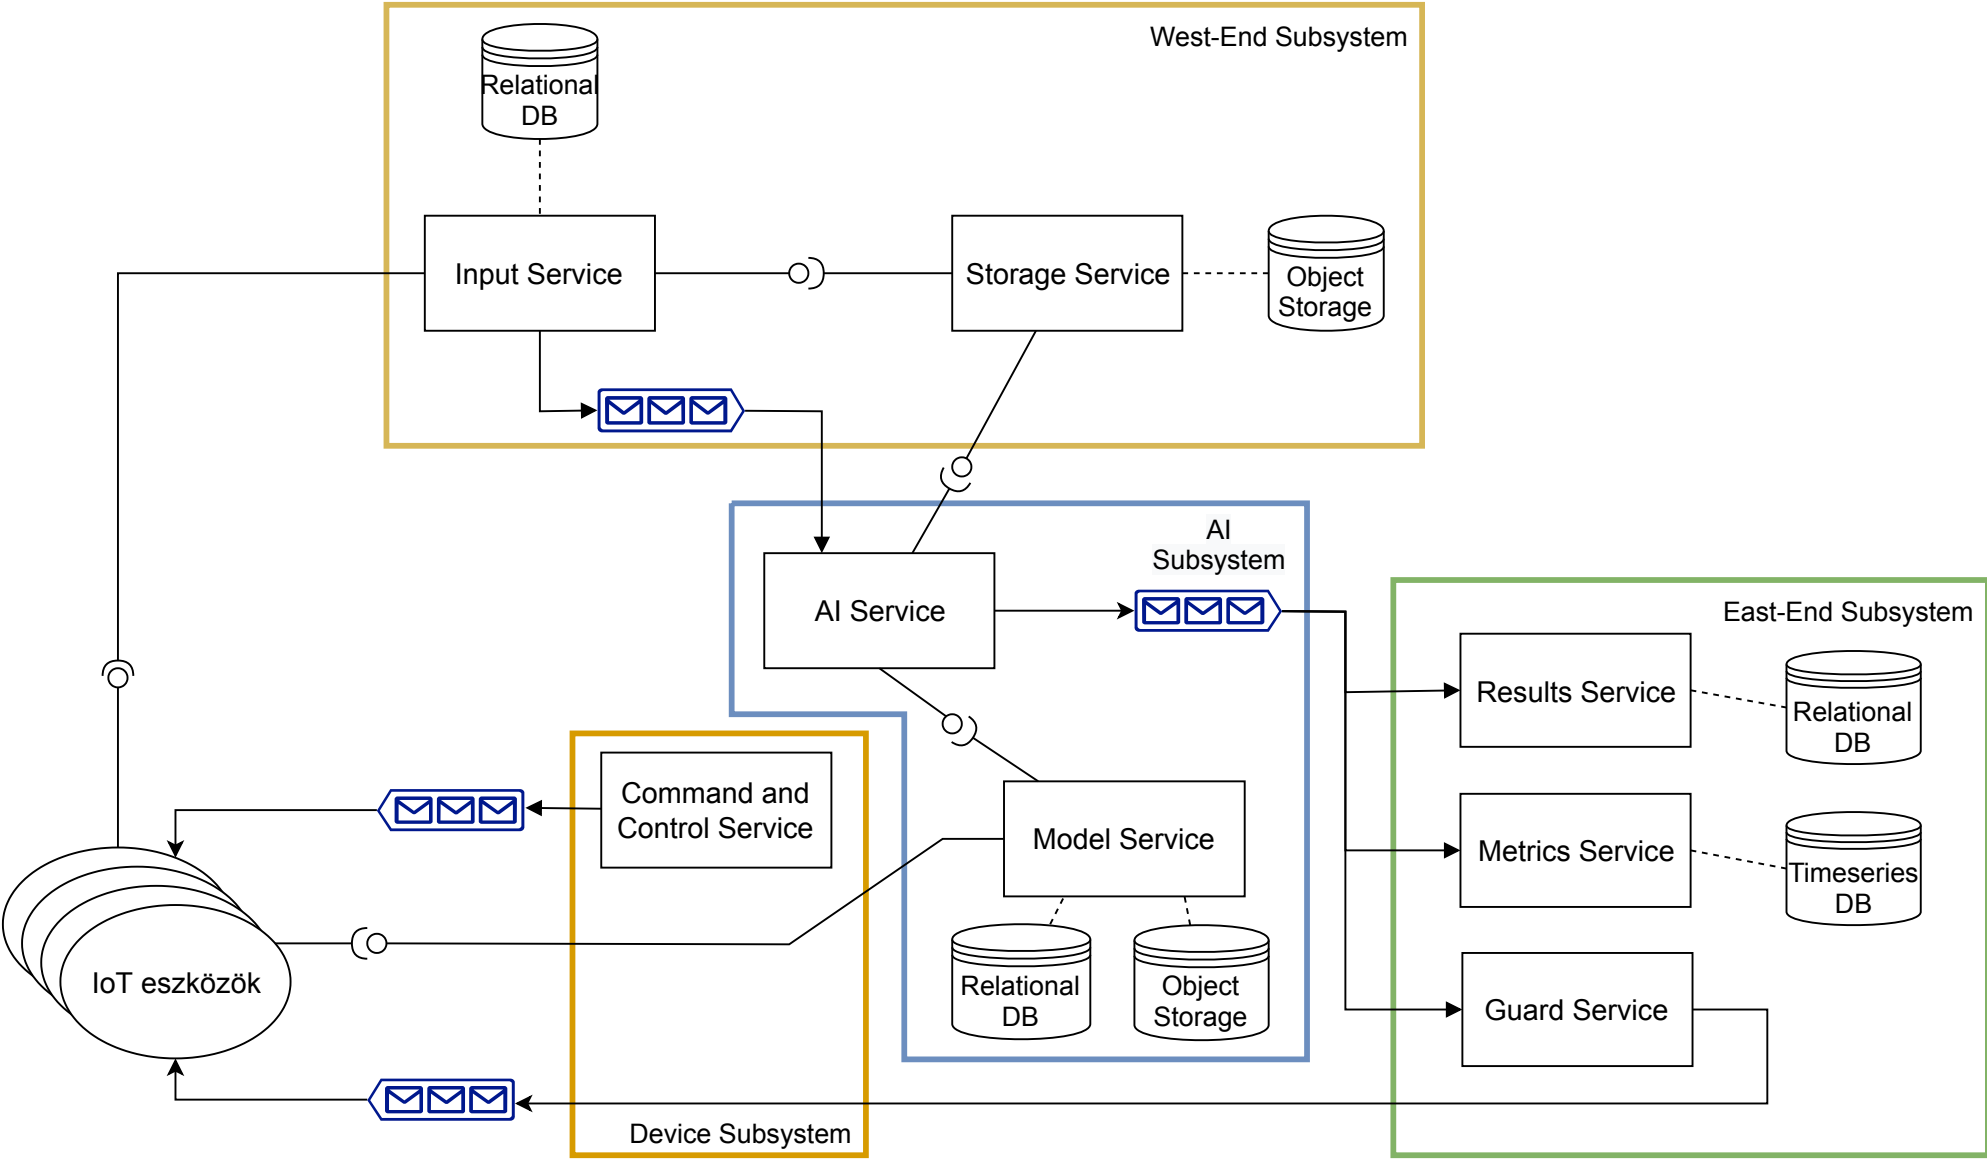 West-End Subsystem
Relational
DB
Input Service
Storage Service
Object
Storage
AI
Subsystem
AI Service
East-End Subsystem
Results Service
Relational
DB
Command and
Control Service
Model Service
Metrics Service
Timeseries
DB
IoT eszközök
Relational
DB
Object
Storage
Guard Service
Device Subsystem